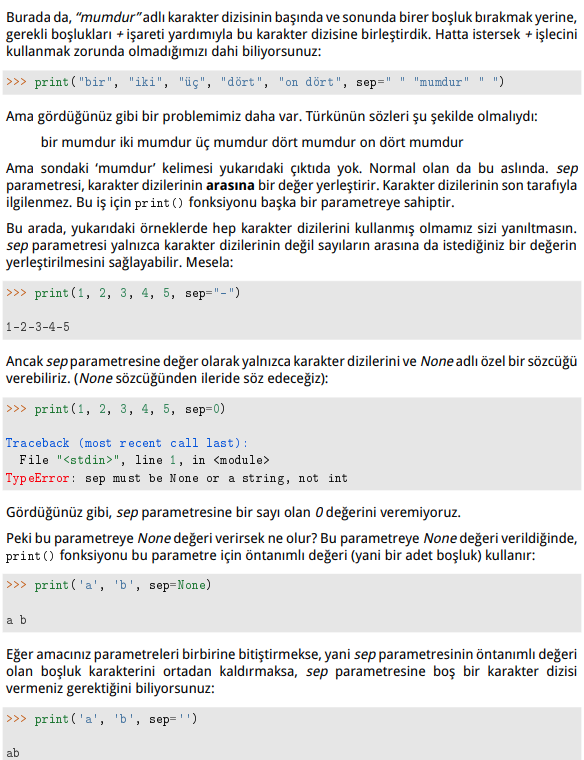 Burada da, “mumdur” adlı karakter dizisinin başında ve sonunda birer boşluk bırakmak yerine,
gerekli boşlukları + işareti yardımıyla bu karakter dizisine birleştirdik. Hatta istersek + işlecini
kullanmak zorunda olmadığımızı dahi biliyorsunuz:
>>> print("bir", "iki", "üç", "dört", "on dört", sep=" " "mumdur" " ")
Ama gördüğünüz gibi bir problemimiz daha var. Türkünün sözleri şu şekilde olmalıydı:
bir mumdur iki mumdur üç mumdur dört mumdur on dört mumdur
Ama sondaki ‘mumdur’ kelimesi yukarıdaki çıktıda yok. Normal olan da bu aslında. sep
parametresi, karakter dizilerinin arasına bir değer yerleştirir. Karakter dizilerinin son tarafıyla
ilgilenmez. Bu iş için print() fonksiyonu başka bir parametreye sahiptir.
Bu arada, yukarıdaki örneklerde hep karakter dizilerini kullanmış olmamız sizi yanıltmasın.
sep parametresi yalnızca karakter dizilerinin değil sayıların arasına da istediğiniz bir değerin
yerleştirilmesini sağlayabilir. Mesela:
>>> print(1, 2, 3, 4, 5, sep="-")
1-2-3-4-5
Ancak sep parametresine değer olarak yalnızca karakter dizilerini ve None adlı özel bir sözcüğü
verebiliriz. (None sözcüğünden ileride söz edeceğiz):
>>> print(1, 2, 3, 4, 5, sep=0)
Traceback (most recent call last):
  File "<stdin>", line 1, in <module>
TypeError: sep must be None or a string, not int
Gördüğünüz gibi, sep parametresine bir sayı olan 0 değerini veremiyoruz.
Peki bu parametreye None değeri verirsek ne olur? Bu parametreye None değeri verildiğinde,
print() fonksiyonu bu parametre için öntanımlı değeri (yani bir adet boşluk) kullanır:
>>> print('a', 'b', sep=None)
a b
Eğer amacınız parametreleri birbirine bitiştirmekse, yani sep parametresinin öntanımlı değeri
olan boşluk karakterini ortadan kaldırmaksa, sep parametresine boş bir karakter dizisi
vermeniz gerektiğini biliyorsunuz:
>>> print('a', 'b', sep='')
ab